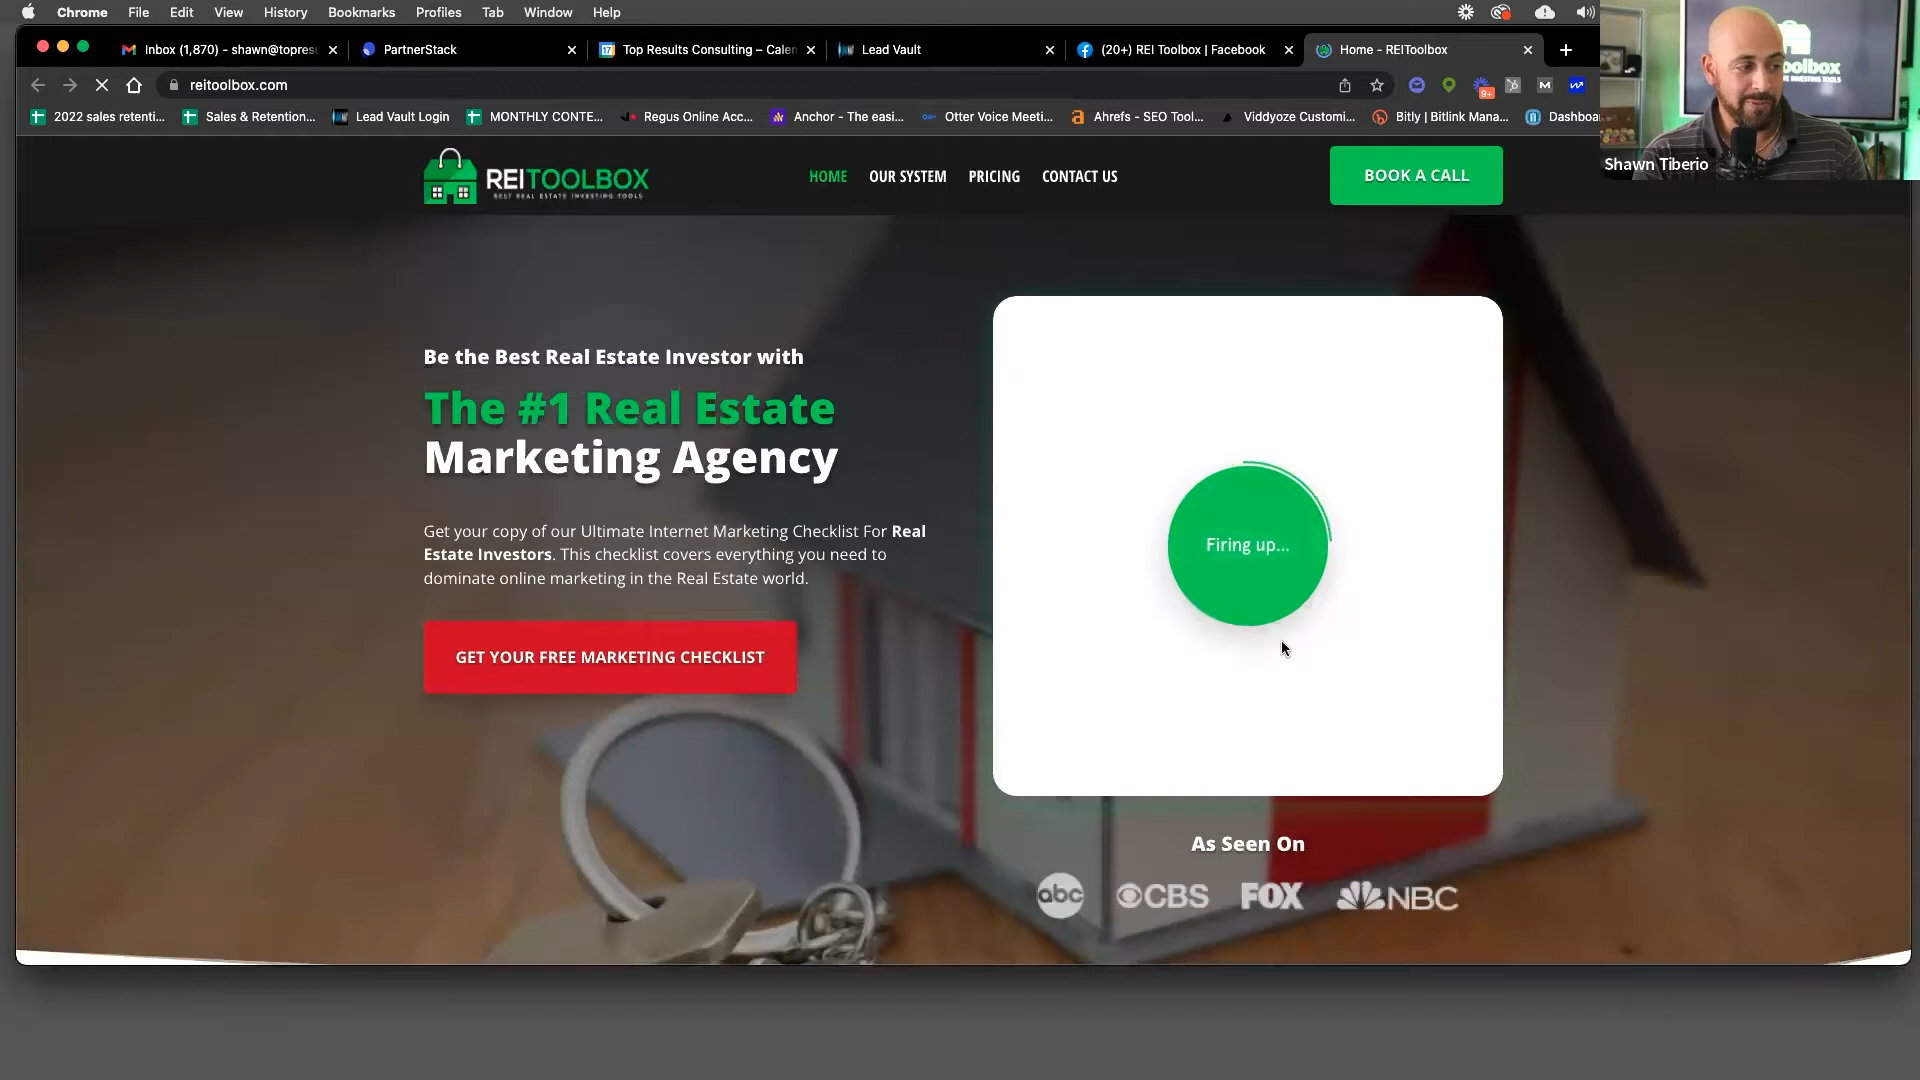 Chrome File Edit View History Bookmarks Profiles Tab Window Help
Inbox (1,870) - shawn@topresu
PartnerStack
Top Results Consulting – Calen
Lead Vault
(20+) REI Toolbox | Facebook
Home - REIToolbox
reitoolbox.com
9+
2022 sales retenti...
Sales & Retention...
Lead Vault Login
MONTHLY CONTE...
Regus Online Acc...
Anchor - The easi...
Otter Voice Meeti...
Ahrefs - SEO Tool...
Viddyoze Customi...
Bitly | Bitlink Mana...
Dashboa
Shawn Tiberio
REITOOLBOX
BEST REAL ESTATE INVESTING TOOLS
HOME
OUR SYSTEM
PRICING
CONTACT US
BOOK A CALL
Be the Best Real Estate Investor with
The #1 Real Estate
Marketing Agency
Get your copy of our Ultimate Internet Marketing Checklist For Real
Estate Investors. This checklist covers everything you need to
dominate online marketing in the Real Estate world.
GET YOUR FREE MARKETING CHECKLIST
Firing up...
As Seen On
abc
CBS
FOX
NBC